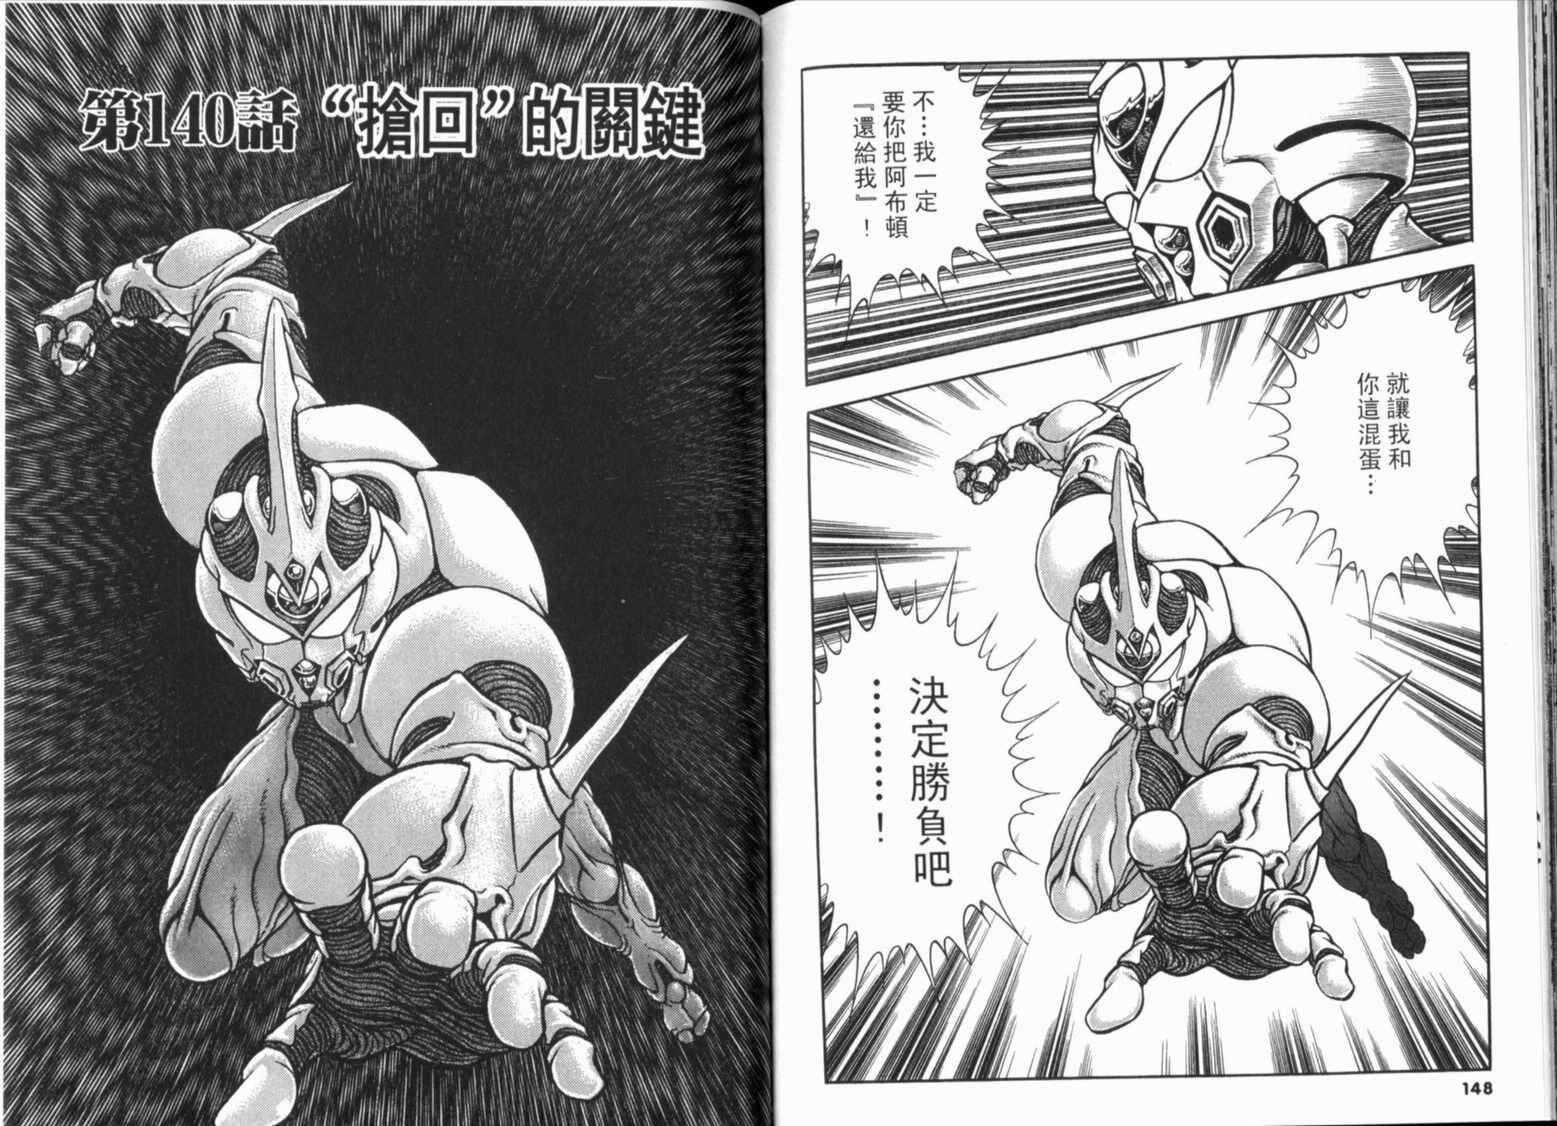 不…我一定
要你把阿布頓
『還給我』！
就讓我和
你這混蛋…
決定勝負吧
………！
148
第140話 “搶回”的關鍵